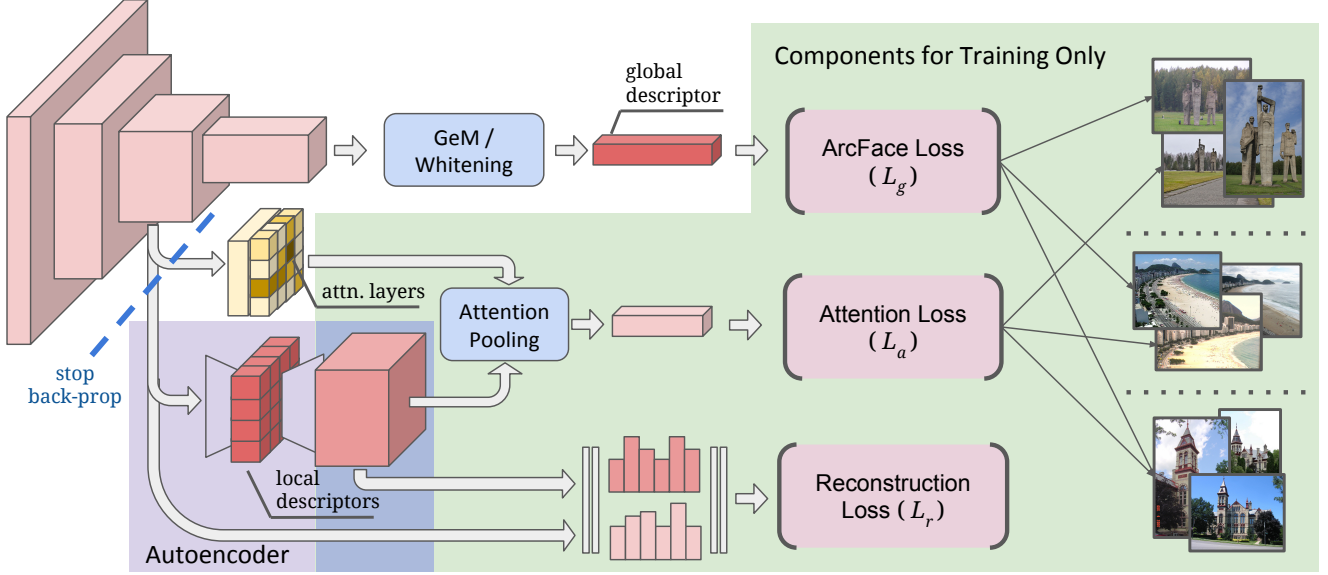 Components for Training Only
global
descriptor
GeM /
Whitening
ArcFace Loss
(L_g)
attn. layers
Attention
Pooling
Attention Loss
(L_a)
stop
back-prop
local
descriptors
Reconstruction
Loss (L_r)
Autoencoder